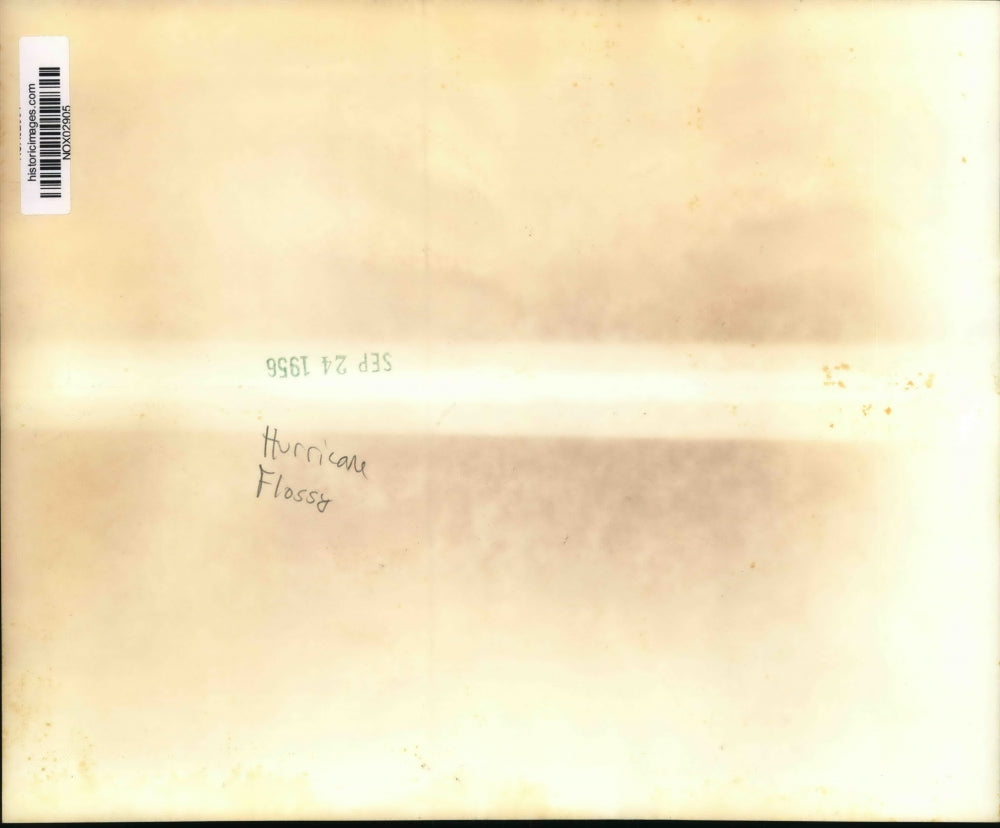 historicimages.com
NOX02905
SEP 24 1956
Hurricane
Flossy